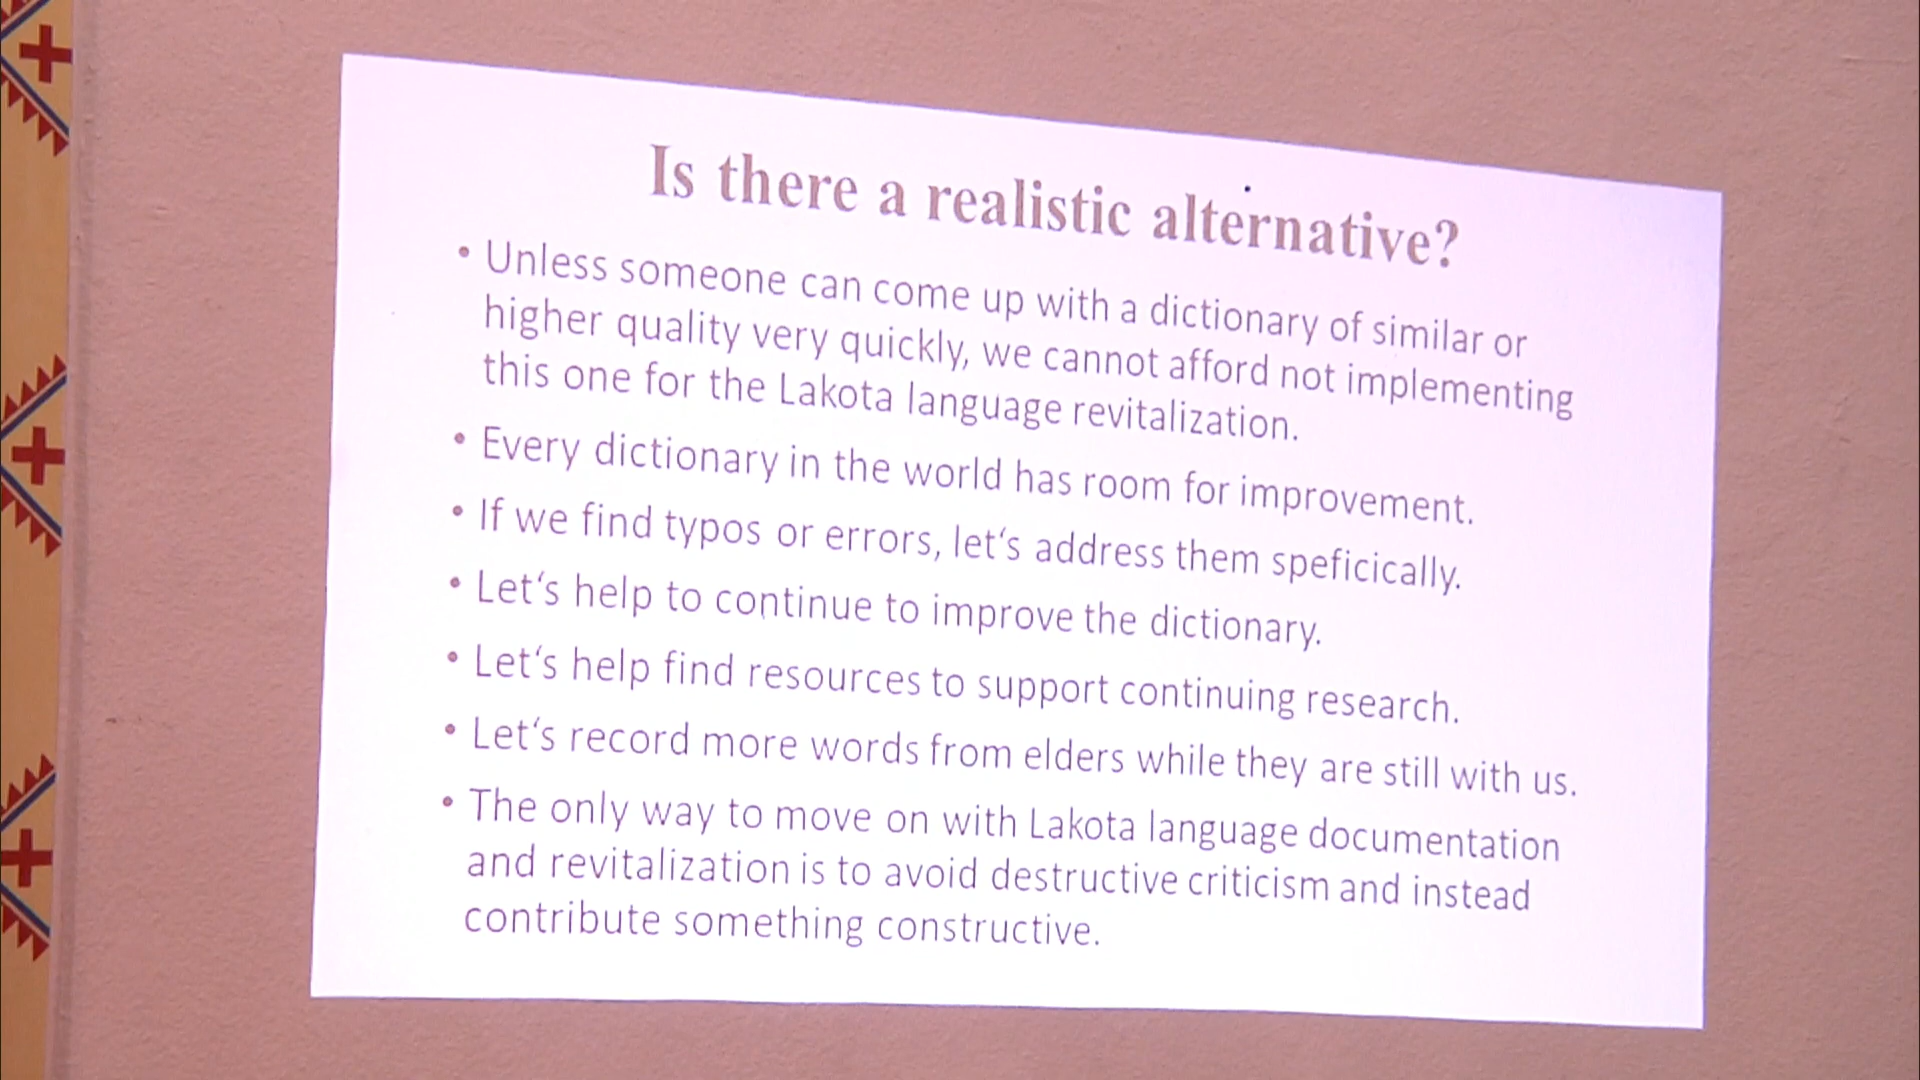 Is there a realistic alternative?
• Unless someone can come up with a dictionary of similar or
higher quality very quickly, we cannot afford not implementing
this one for the Lakota language revitalization.
• Every dictionary in the world has room for improvement.
• If we find typos or errors, let‘s address them speficically.
• Let‘s help to continue to improve the dictionary.
• Let‘s help find resources to support continuing research.
• Let‘s record more words from elders while they are still with us.
• The only way to move on with Lakota language documentation
and revitalization is to avoid destructive criticism and instead
contribute something constructive.